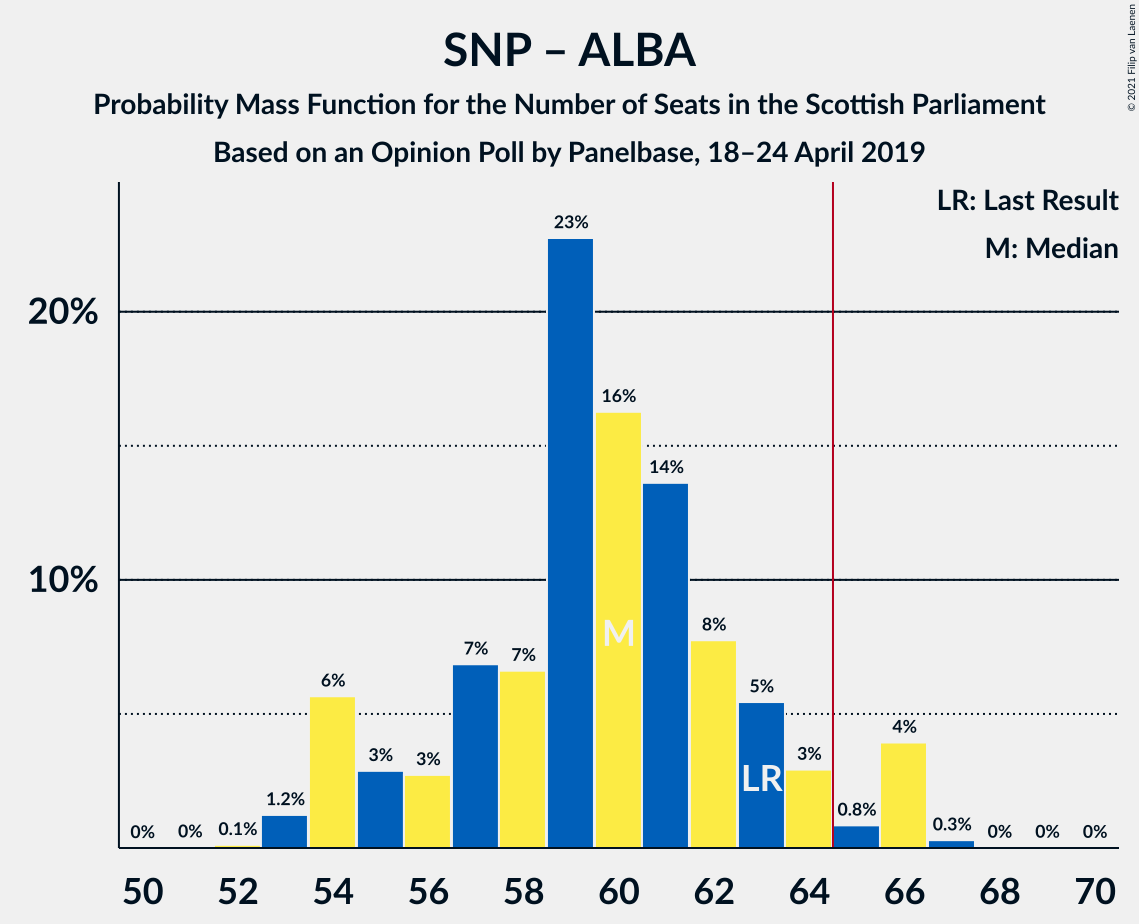 SNP – ALBA
Probability Mass Function for the Number of Seats in the Scottish Parliament
Based on an Opinion Poll by Panelbase, 18–24 April 2019
© 2021 Filip van Laenen
LR: Last Result
M: Median
20%
10%
0%
0%
0.1%
1.2%
6%
3%
3%
7%
7%
23%
16%
14%
8%
5%
3%
0.8%
4%
0.3%
0%
0%
0%
M
LR
50 52 54 56 58 60 62 64 66 68 70